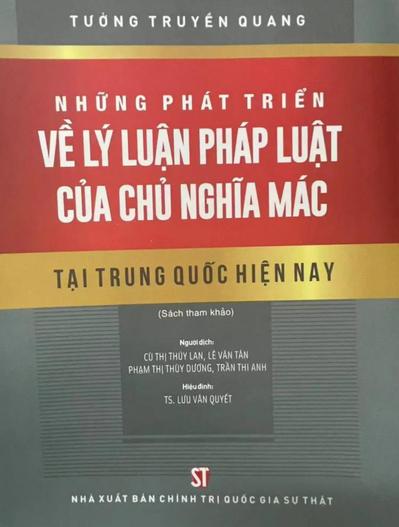 TƯỞNG TRUYỀN QUANG
NHỮNG PHÁT TRIỂN
VỀ LÝ LUẬN PHÁP LUẬT
CỦA CHỦ NGHĨA MÁC
TẠI TRUNG QUỐC HIỆN NAY
(Sách tham khảo)
Người dịch:
CÙ THỊ THÚY LAN, LÊ VĂN TÂN
PHẠM THỊ THÙY DƯƠNG, TRẦN THI ANH
Hiệu đính:
TS. LƯU VĂN QUYẾT
ST
NHÀ XUẤT BẢN CHÍNH TRỊ QUỐC GIA SỰ THẬT